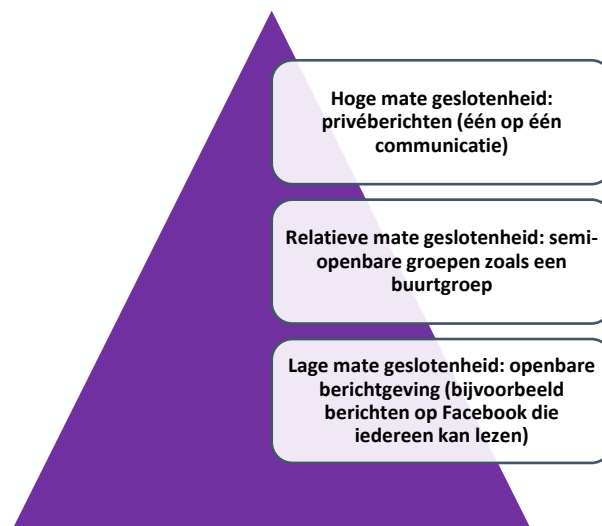 Hoge mate geslotenheid:
privéberichten (één op één
communicatie)
Relatieve mate geslotenheid: semi-
openbare groepen zoals een
buurtgroep
Lage mate geslotenheid: openbare
berichtgeving (bijvoorbeeld
berichten op Facebook die
iedereen kan lezen)